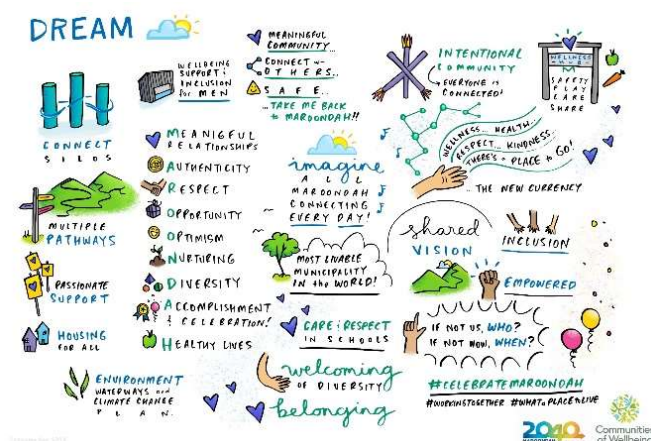 DREAM
CONNECT
SILOS
MULTIPLE
PATHWAYS
PASSIONATE
SUPPORT
HOUSING
FOR ALL
ENVIRONMENT
WATERWAYS and
CLIMATE CHANGE
PLAN.
WELLBEING
SUPPORT &
INCLUSION
for MEN
MEANIGFUL
RELATIONSHIPS
AUTHENTICITY
RESPECT
OPPORTUNITY
OPTIMISM
NURTURING
DIVERSITY
ACCOMPLISHMENT
& CELEBRATION!
HEALTHY LIVES
MEANINGFUL
COMMUNITY...
CONNECT w-
OTHERS..
SAFE..
..TAKE ME BACK
to MAROONDAH!!
imagine
ALL
MAROONDAH
CONNECTING
EVERY DAY!
MOST LIVABLE
MUNICIPALITY
IN the WORLD!
CARE & RESPECT
IN SCHOOLS
welcoming
OF DIVERSITY
belonging
INTENTIONAL
COMMUNITY
EVERYONE is
CONNECTED!
WELLNESS
HUB
SAFETY
PLAY
CARE
SHARE
WELLNESS... HEALTH...
RESPECT... KINDNESS.
THERE'S a PLACE to GO!
... THE NEW CURRENCY
shared
VISION
INCLUSION
EMPOWERED
IF NOT US, WHO?
IF NOT NOW, WHEN?
#CELEBRATEMAROONDAH
#WORKINGTOGETHER #WHATaPLACEtoLIVE
2040
MAROONDAH
Communities
of Wellbeing